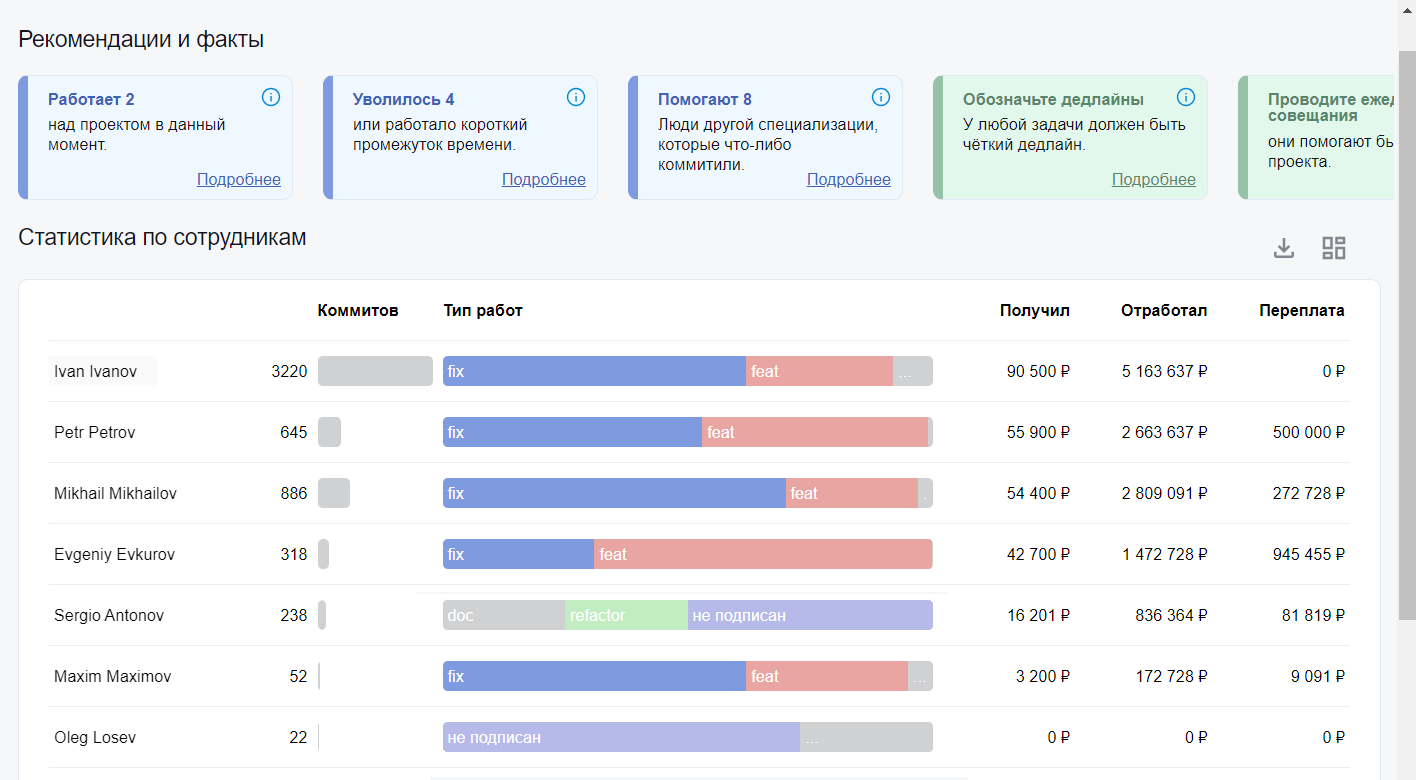 Рекомендации и факты
Работает 2
над проектом в данный
момент.
Подробнее
Уволилось 4
или работало короткий
промежуток времени.
Подробнее
Помогают 8
Люди другой специализации,
которые что-либо
коммитили.
Подробнее
Обозначьте дедлайны
У любой задачи должен быть
чёткий дедлайн.
Подробнее
Проводите
совещания
они помогают
проекта.
Статистика по сотрудникам
Коммитов Тип работ Получил Отработал Переплата
Ivan Ivanov 3220 fix feat ... 90 500 ₽ 5 163 637 ₽ 0 ₽
Petr Petrov 645 fix feat 55 900 ₽ 2 663 637 ₽ 500 000 ₽
Mikhail Mikhailov 886 fix feat . 54 400 ₽ 2 809 091 ₽ 272 728 ₽
Evgeniy Evkurov 318 fix feat 42 700 ₽ 1 472 728 ₽ 945 455 ₽
Sergio Antonov 238 doc refactor не подписан 16 201 ₽ 836 364 ₽ 81 819 ₽
Maxim Maximov 52 fix feat ... 3 200 ₽ 172 728 ₽ 9 091 ₽
Oleg Losev 22 не подписан ... 0 ₽ 0 ₽ 0 ₽